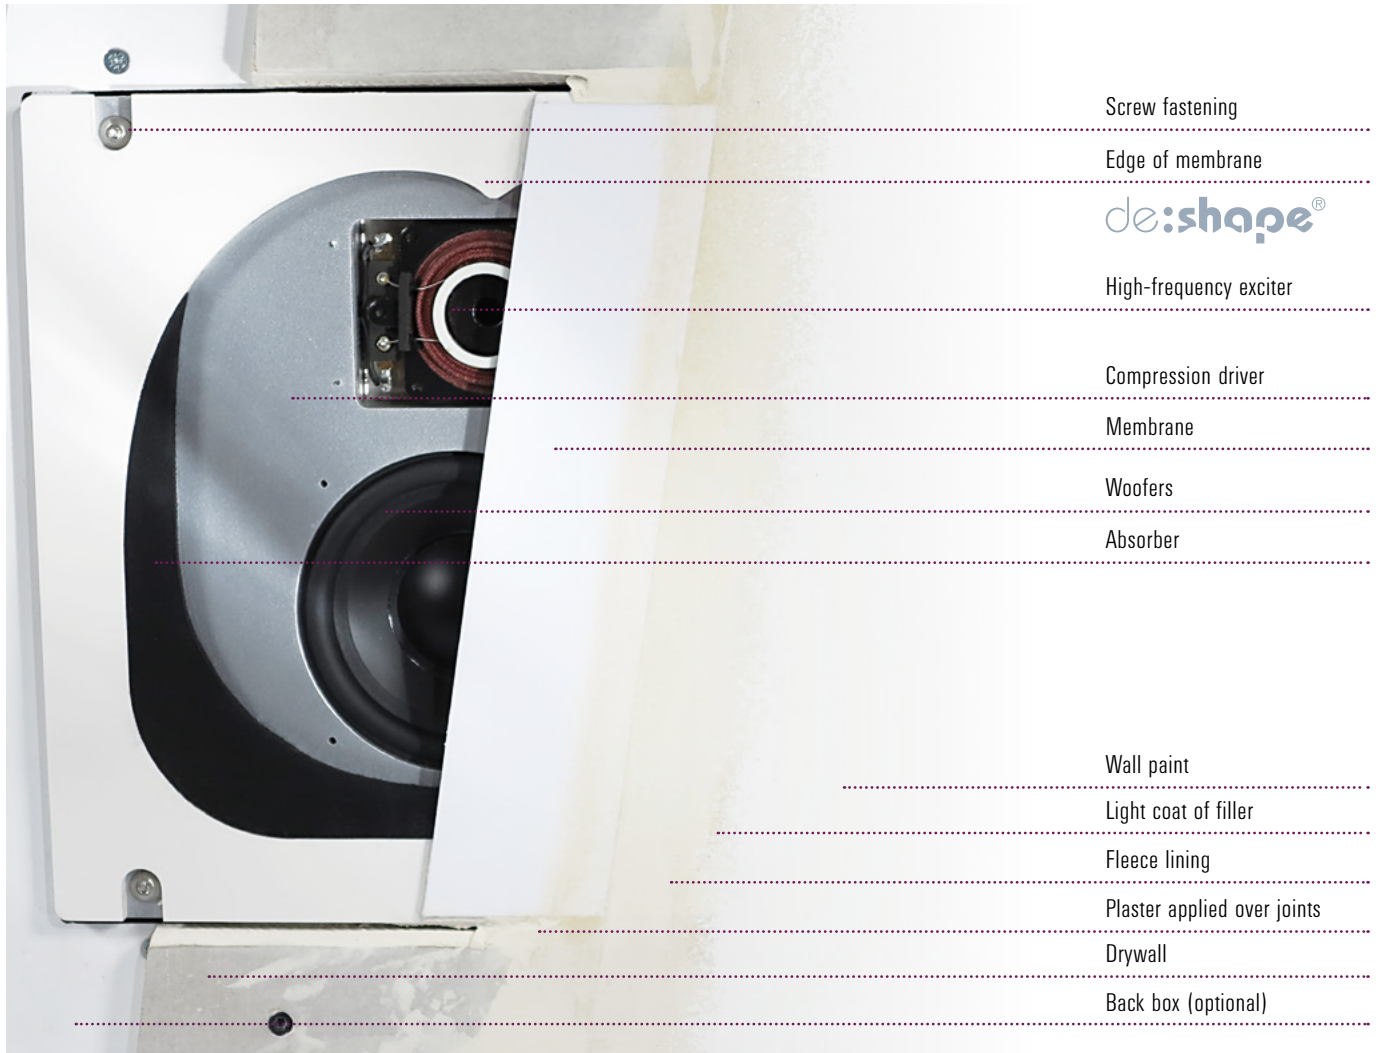 Screw fastening
Edge of membrane
de:shape®
High-frequency exciter
Compression driver
Membrane
Woofers
Absorber
Wall paint
Light coat of filler
Fleece lining
Plaster applied over joints
Drywall
Back box (optional)